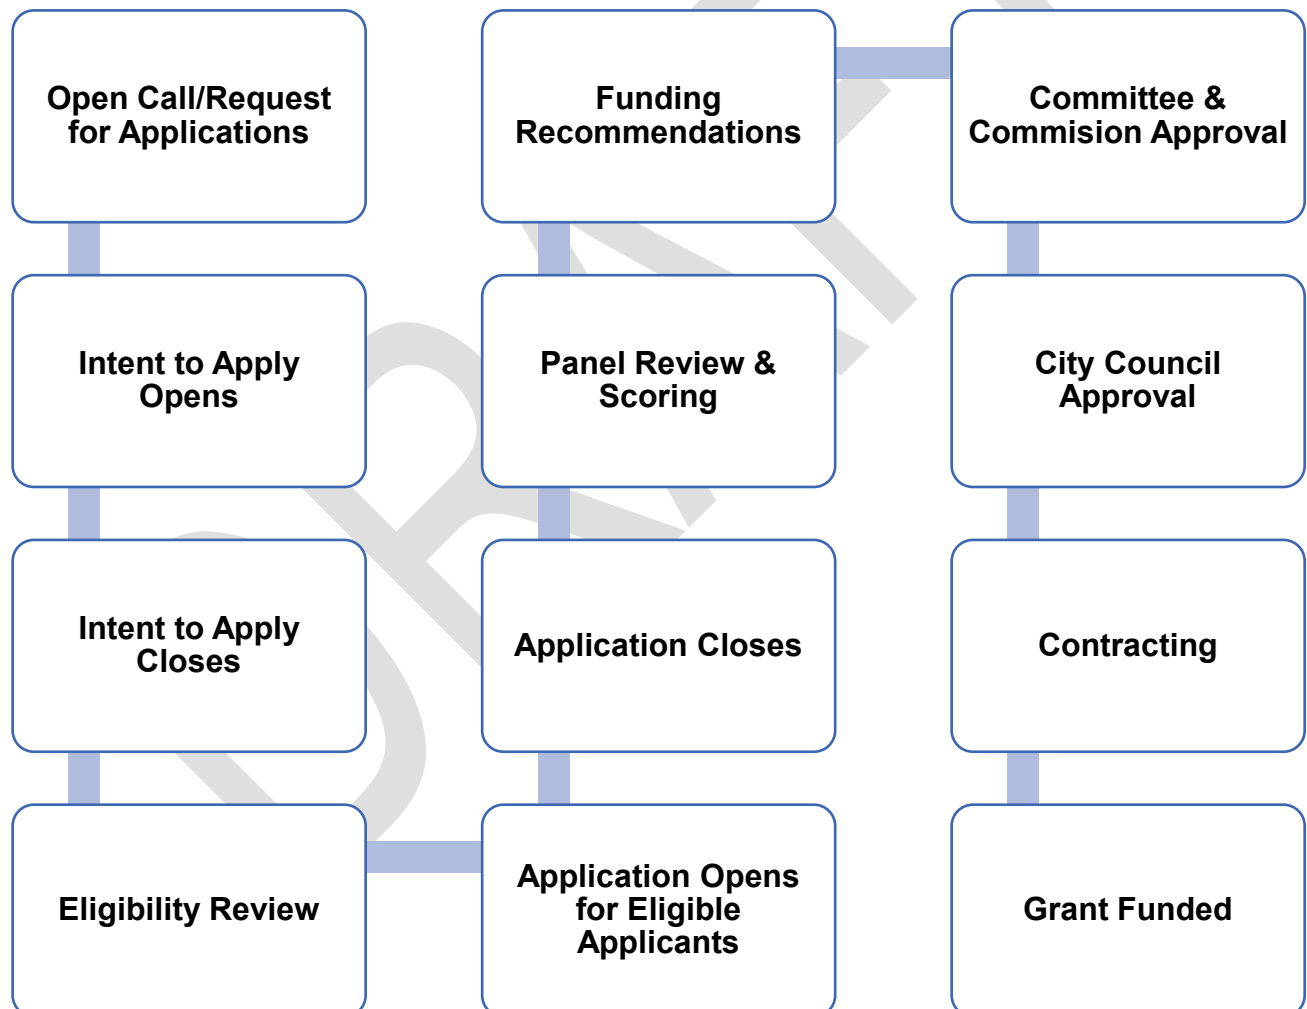 Open Call/Request
for Applications
Intent to Apply
Opens
Intent to Apply
Closes
Eligibility Review
Application Opens
for Eligible
Applicants
Application Closes
Panel Review &
Scoring
Funding
Recommendations
Committee &
Commision Approval
City Council
Approval
Contracting
Grant Funded
DRAFT